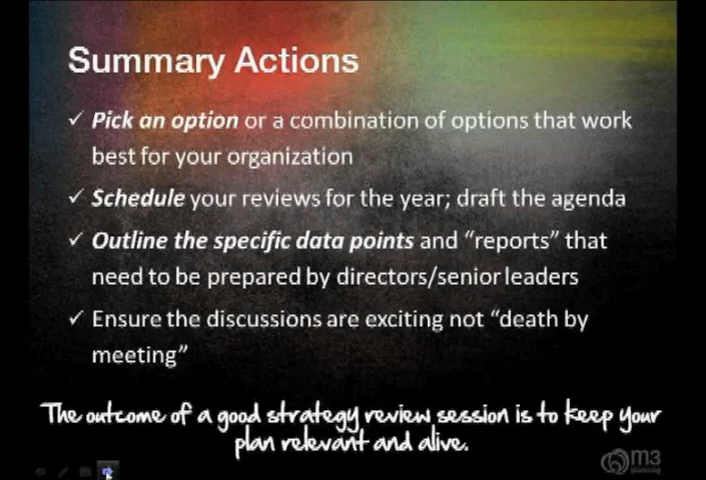 Summary Actions
✓ Pick an option or a combination of options that work
best for your organization
✓ Schedule your reviews for the year; draft the agenda
✓ Outline the specific data points and “reports” that
need to be prepared by directors/senior leaders
✓ Ensure the discussions are exciting not “death by
meeting”
The outcome of a good strategy review session is to keep your
plan relevant and alive.
m3
planning